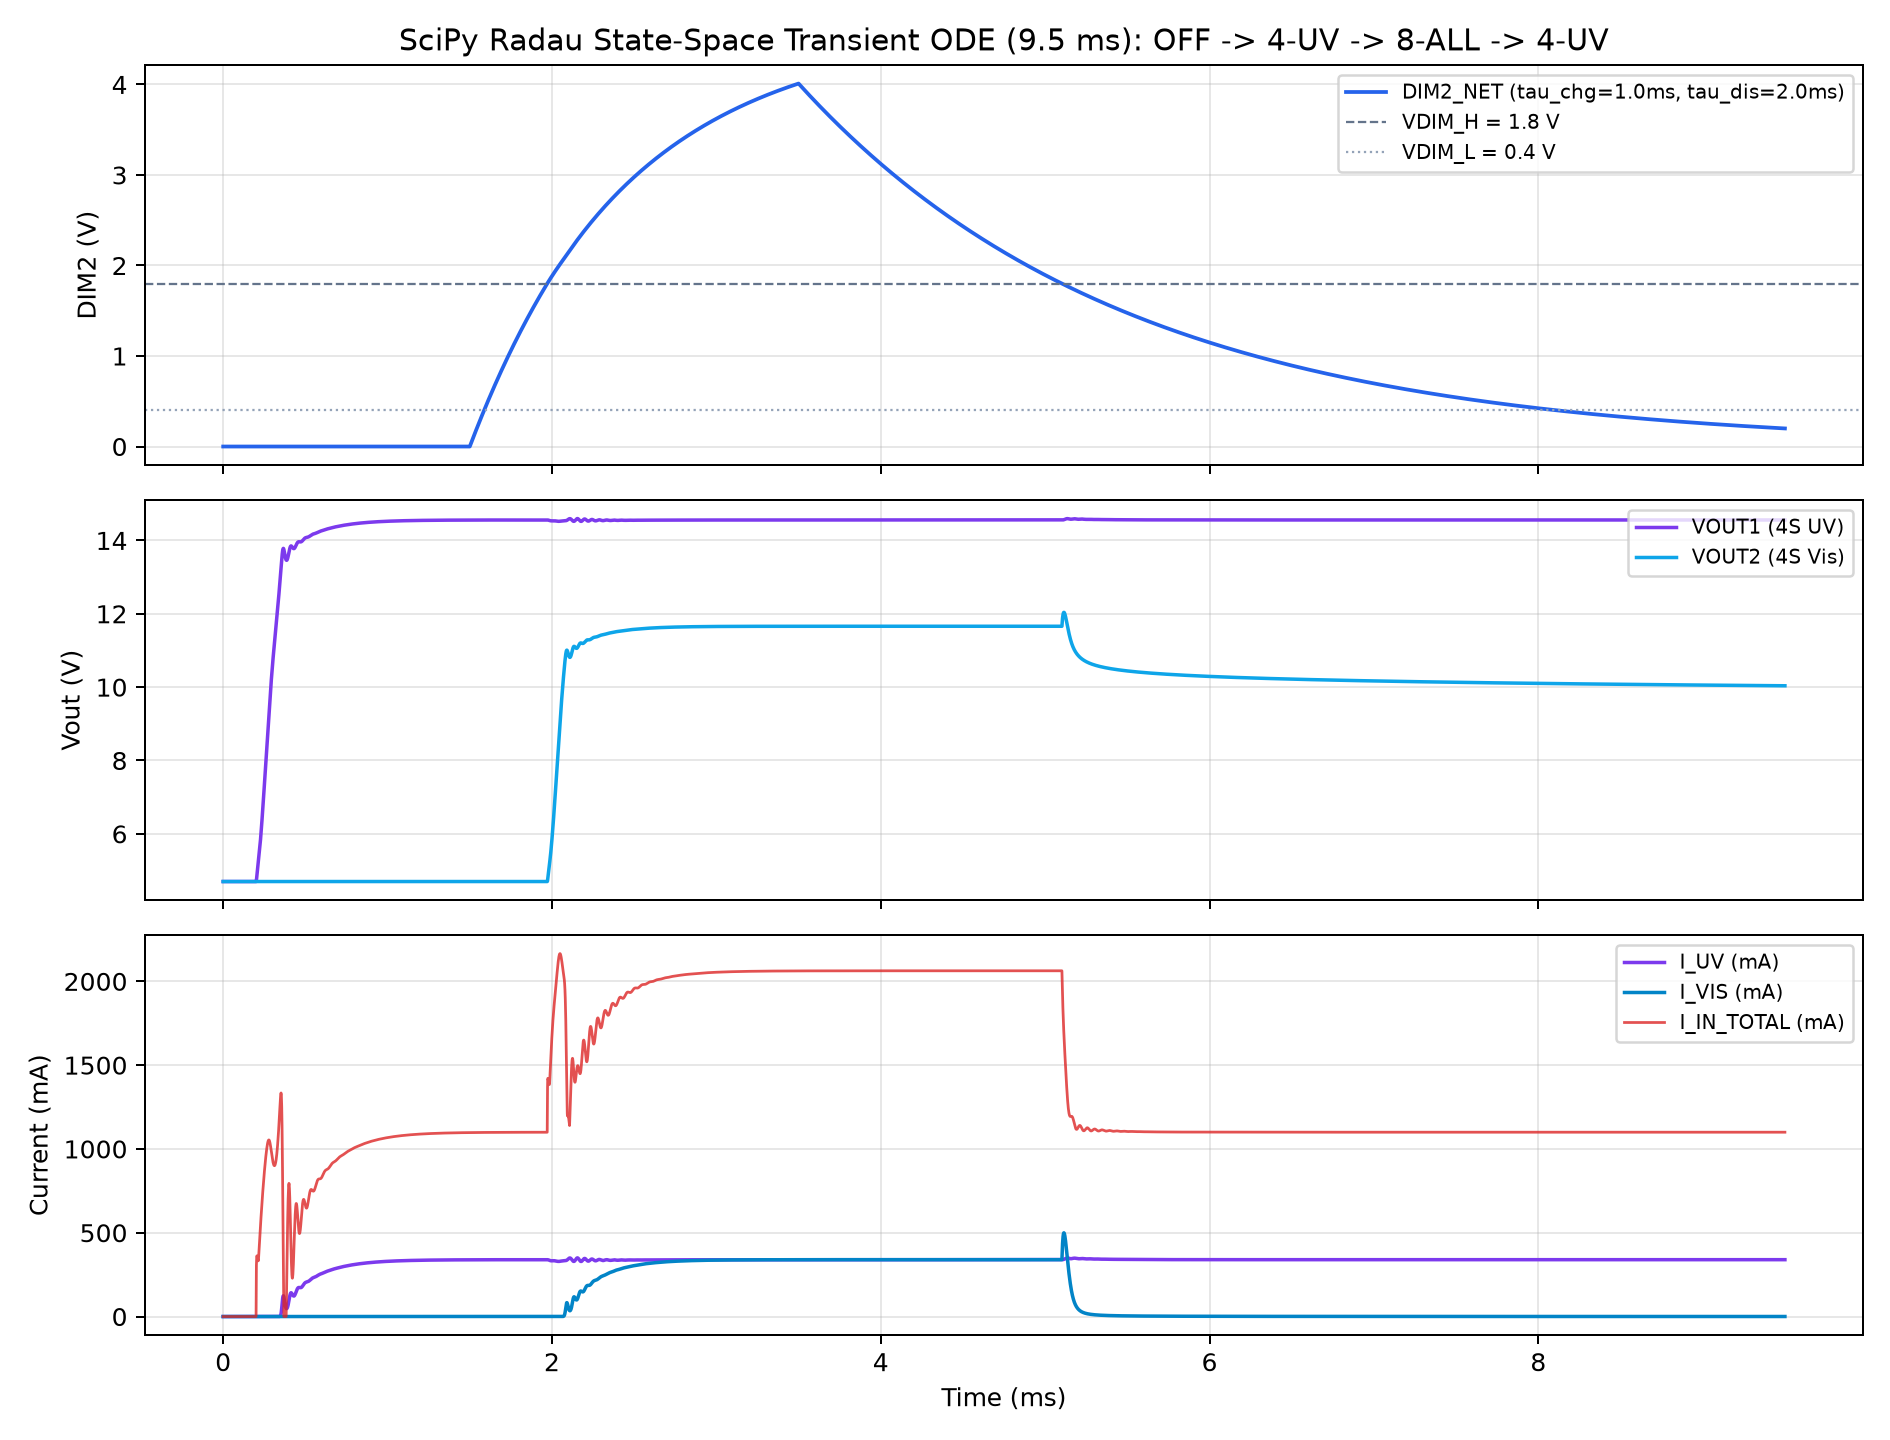 SciPy Radau State-Space Transient ODE (9.5 ms): OFF -> 4-UV -> 8-ALL -> 4-UV
DIM2 (V)
4
3
2
1
0
DIM2_NET (tau_chg=1.0ms, tau_dis=2.0ms)
VDIM_H = 1.8 V
VDIM_L = 0.4 V
Vout (V)
14
12
10
8
6
VOUT1 (4S UV)
VOUT2 (4S Vis)
Current (mA)
2000
1500
1000
500
0
I_UV (mA)
I_VIS (mA)
I_IN_TOTAL (mA)
0 2 4 6 8
Time (ms)